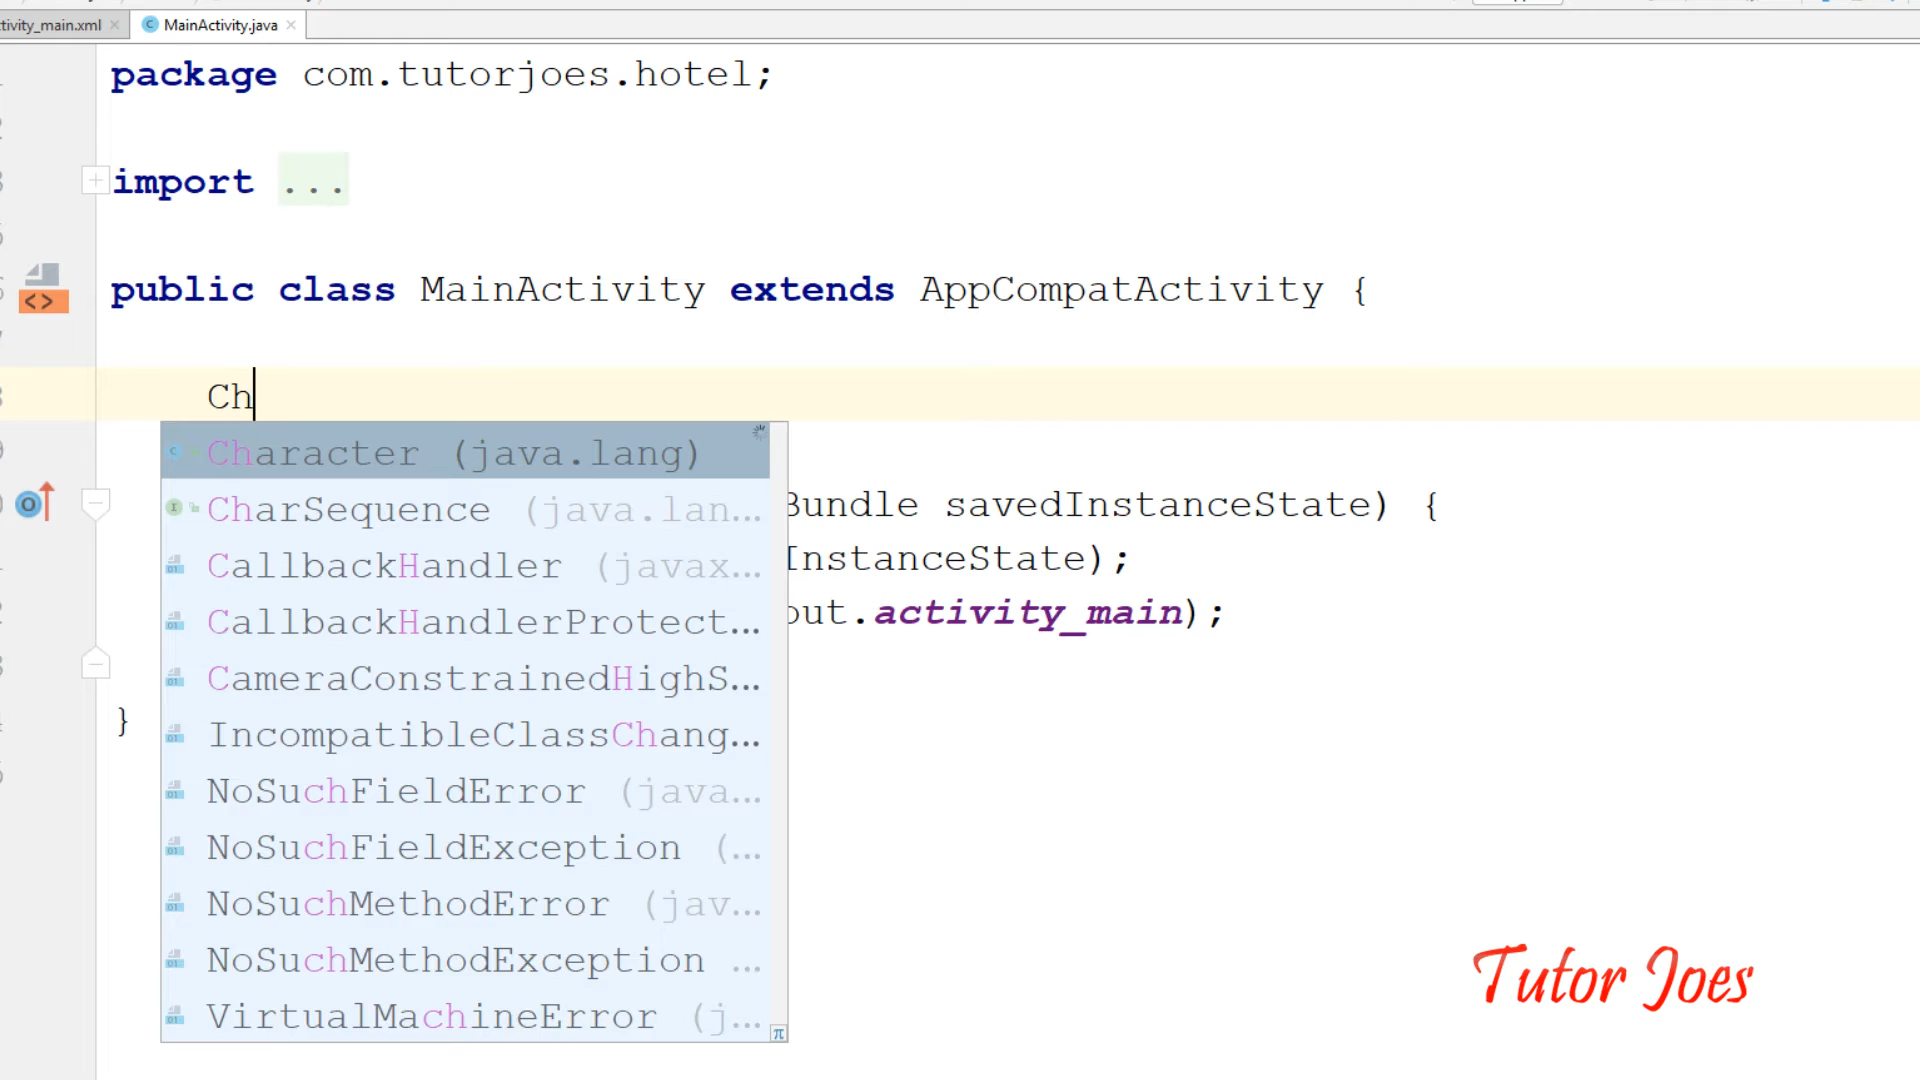 tivity_main.xml MainActivity.java
package com.tutorjoes.hotel;
import ...
public class MainActivity extends AppCompatActivity {
Ch
Character (java.lang)
CharSequence (java.lan...
Bundle savedInstanceState) {
CallbackHandler (javax...
InstanceState);
CallbackHandlerProtect...
out.activity_main);
CameraConstrainedHighS...
IncompatibleClassChang...
}
NoSuchFieldError (java...
NoSuchFieldException (...
NoSuchMethodError (jav...
NoSuchMethodException ...
VirtualMachineError (j...
π
Tutor Joes